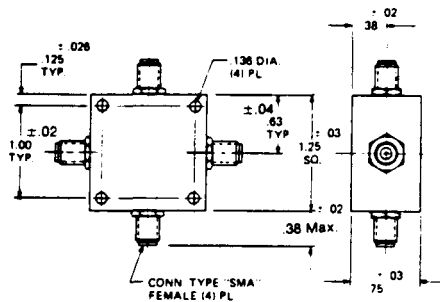 ± .026
.125
TYP.
.136 DIA.
(4) PL
± .02
.38
± .04
.63
TYP
± .03
1.25
SQ.
± .02
1.00
TYP.
± .02
.38 Max.
± .03
.75
CONN TYPE "SMA"
FEMALE (4) PL